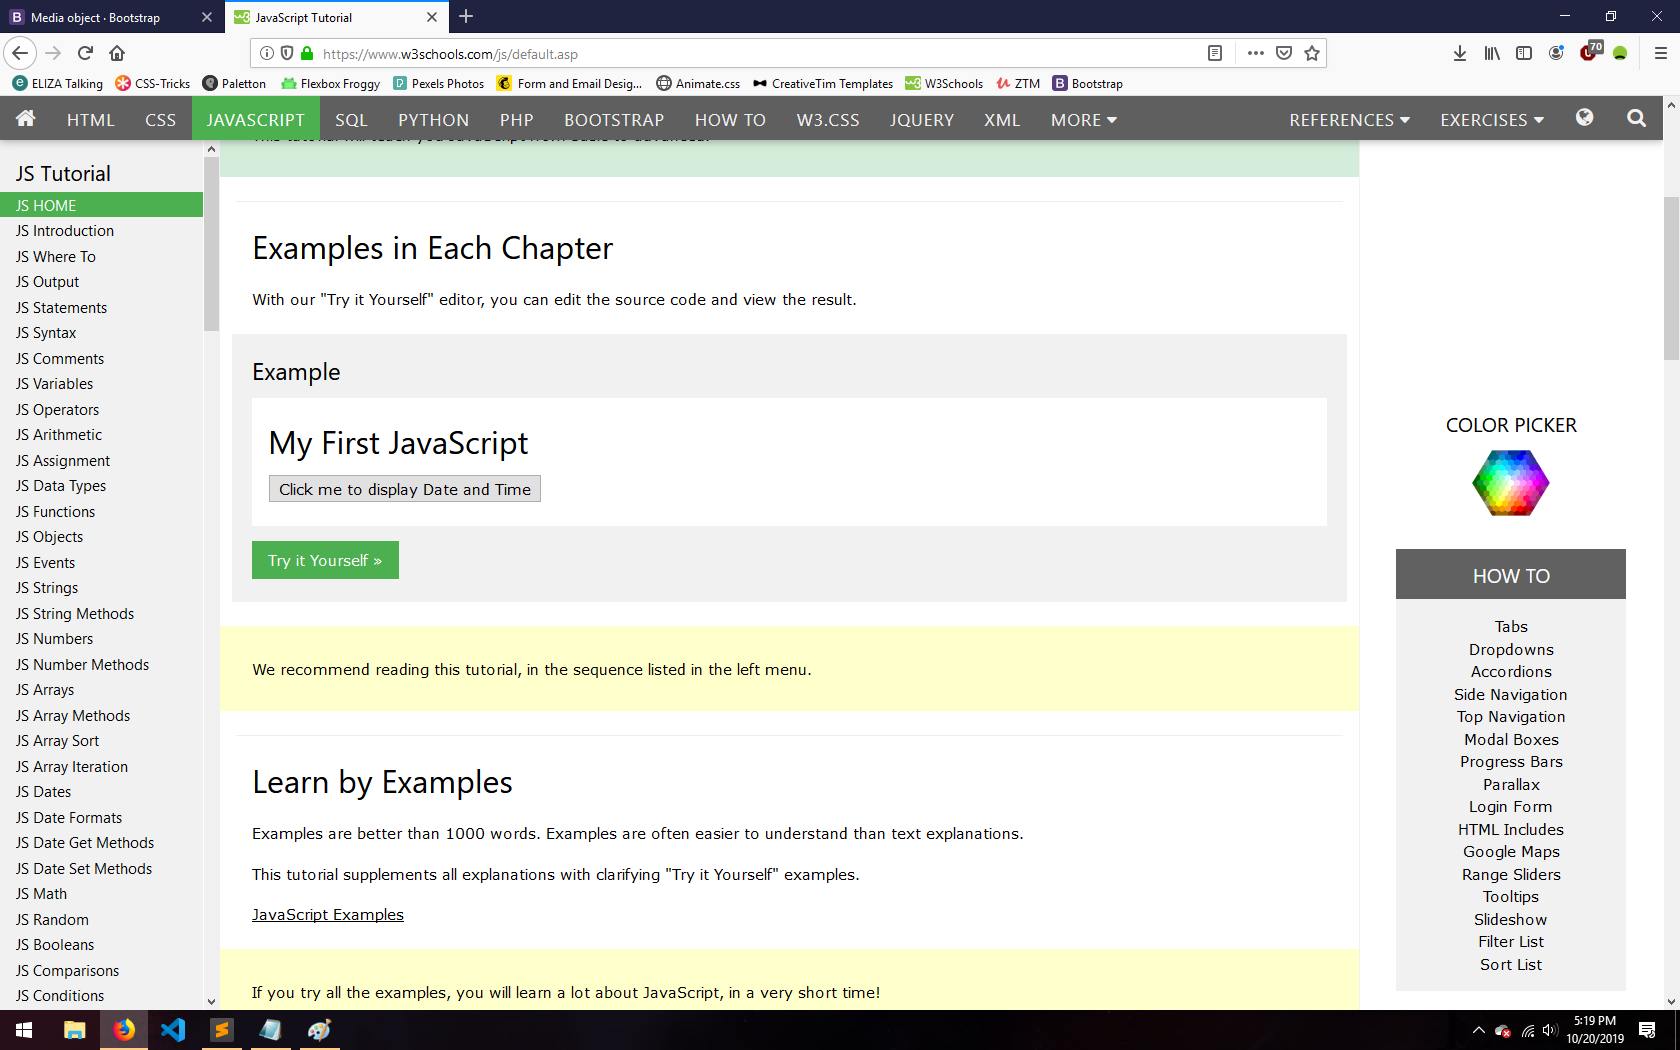 Media object · Bootstrap
JavaScript Tutorial
https://www.w3schools.com/js/default.asp
70
ELIZA Talking
CSS-Tricks
Paletton
Flexbox Froggy
Pexels Photos
Form and Email Desig...
Animate.css
CreativeTim Templates
W3Schools
ZTM
Bootstrap
HTML
CSS
JAVASCRIPT
SQL
PYTHON
PHP
BOOTSTRAP
HOW TO
W3.CSS
JQUERY
XML
MORE
REFERENCES
EXERCISES
JS Tutorial
JS HOME
JS Introduction
JS Where To
JS Output
JS Statements
JS Syntax
JS Comments
JS Variables
JS Operators
JS Arithmetic
JS Assignment
JS Data Types
JS Functions
JS Objects
JS Events
JS Strings
JS String Methods
JS Numbers
JS Number Methods
JS Arrays
JS Array Methods
JS Array Sort
JS Array Iteration
JS Dates
JS Date Formats
JS Date Get Methods
JS Date Set Methods
JS Math
JS Random
JS Booleans
JS Comparisons
JS Conditions
Examples in Each Chapter
With our "Try it Yourself" editor, you can edit the source code and view the result.
Example
My First JavaScript
Click me to display Date and Time
Try it Yourself »
We recommend reading this tutorial, in the sequence listed in the left menu.
Learn by Examples
Examples are better than 1000 words. Examples are often easier to understand than text explanations.
This tutorial supplements all explanations with clarifying "Try it Yourself" examples.
JavaScript Examples
If you try all the examples, you will learn a lot about JavaScript, in a very short time!
COLOR PICKER
HOW TO
Tabs
Dropdowns
Accordions
Side Navigation
Top Navigation
Modal Boxes
Progress Bars
Parallax
Login Form
HTML Includes
Google Maps
Range Sliders
Tooltips
Slideshow
Filter List
Sort List
5:19 PM
10/20/2019